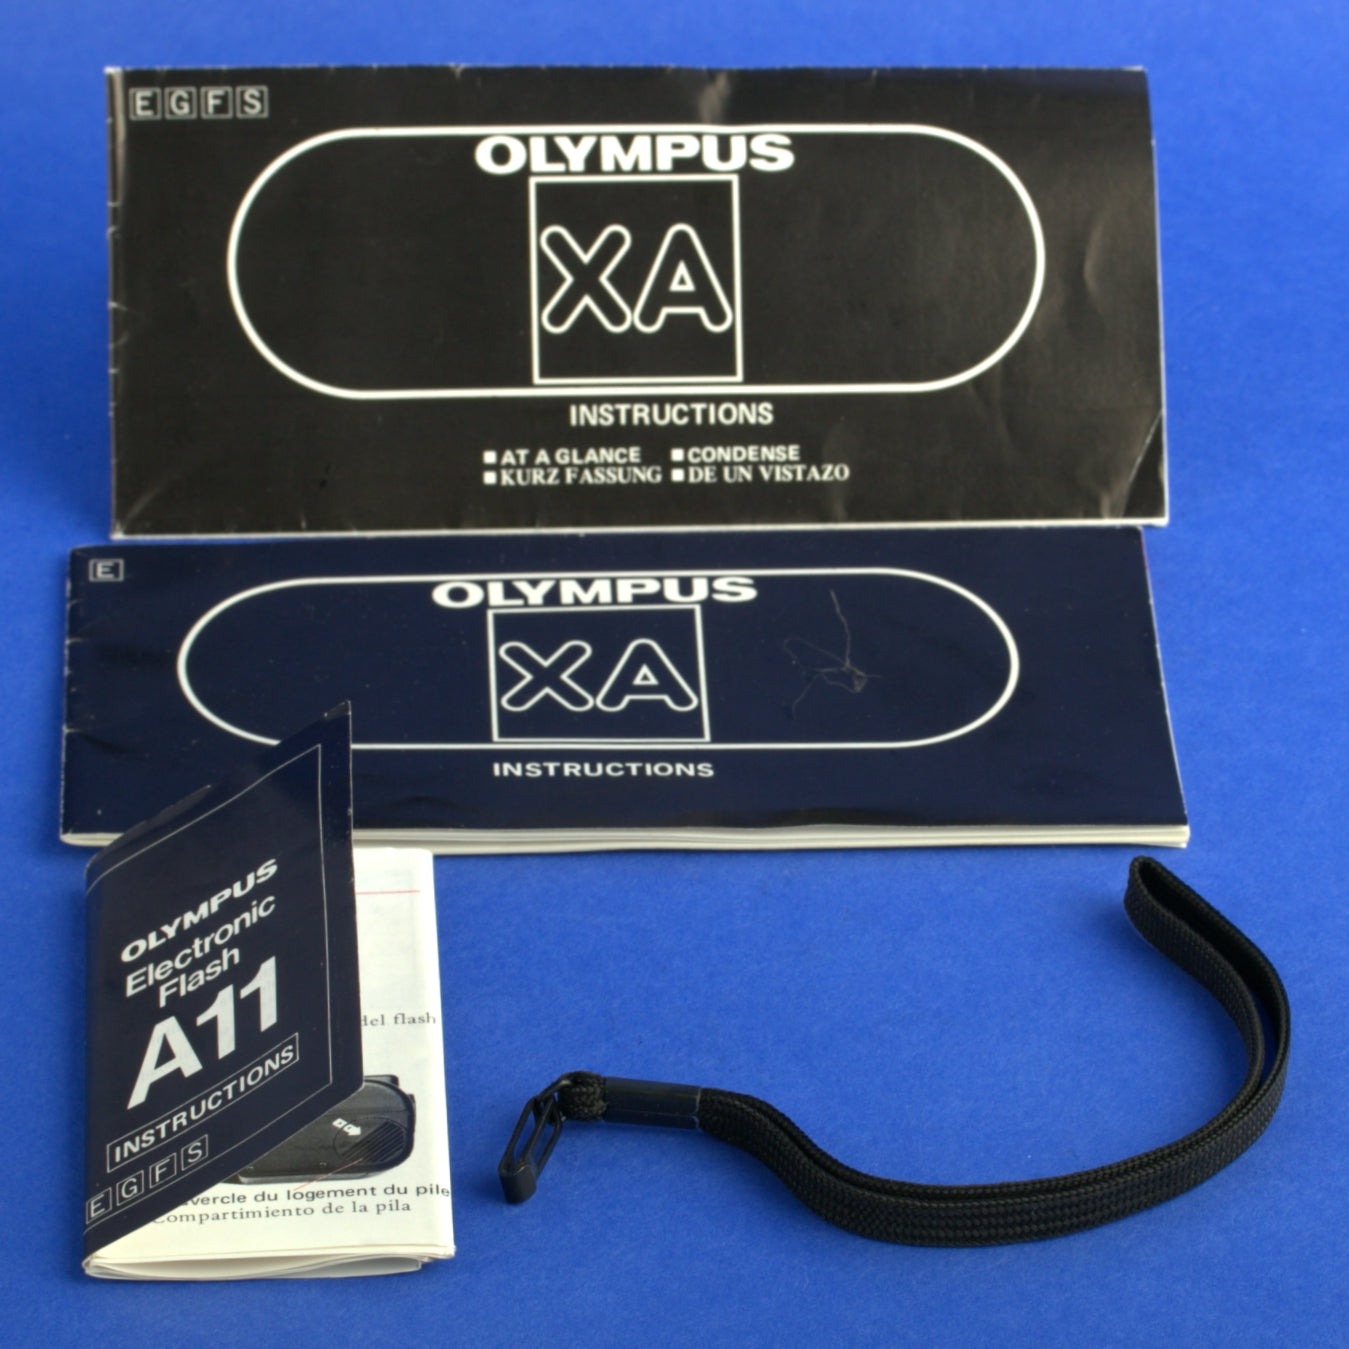 E G F S
OLYMPUS
XA
INSTRUCTIONS
■ AT A GLANCE ■ CONDENSE
■ KURZ FASSUNG ■ DE UN VISTAZO
E
OLYMPUS
XA
INSTRUCTIONS
OLYMPUS
Electronic
Flash
A11
INSTRUCTIONS
E G F S
del flash
vercle du logement du pile
Compartimiento de la pila